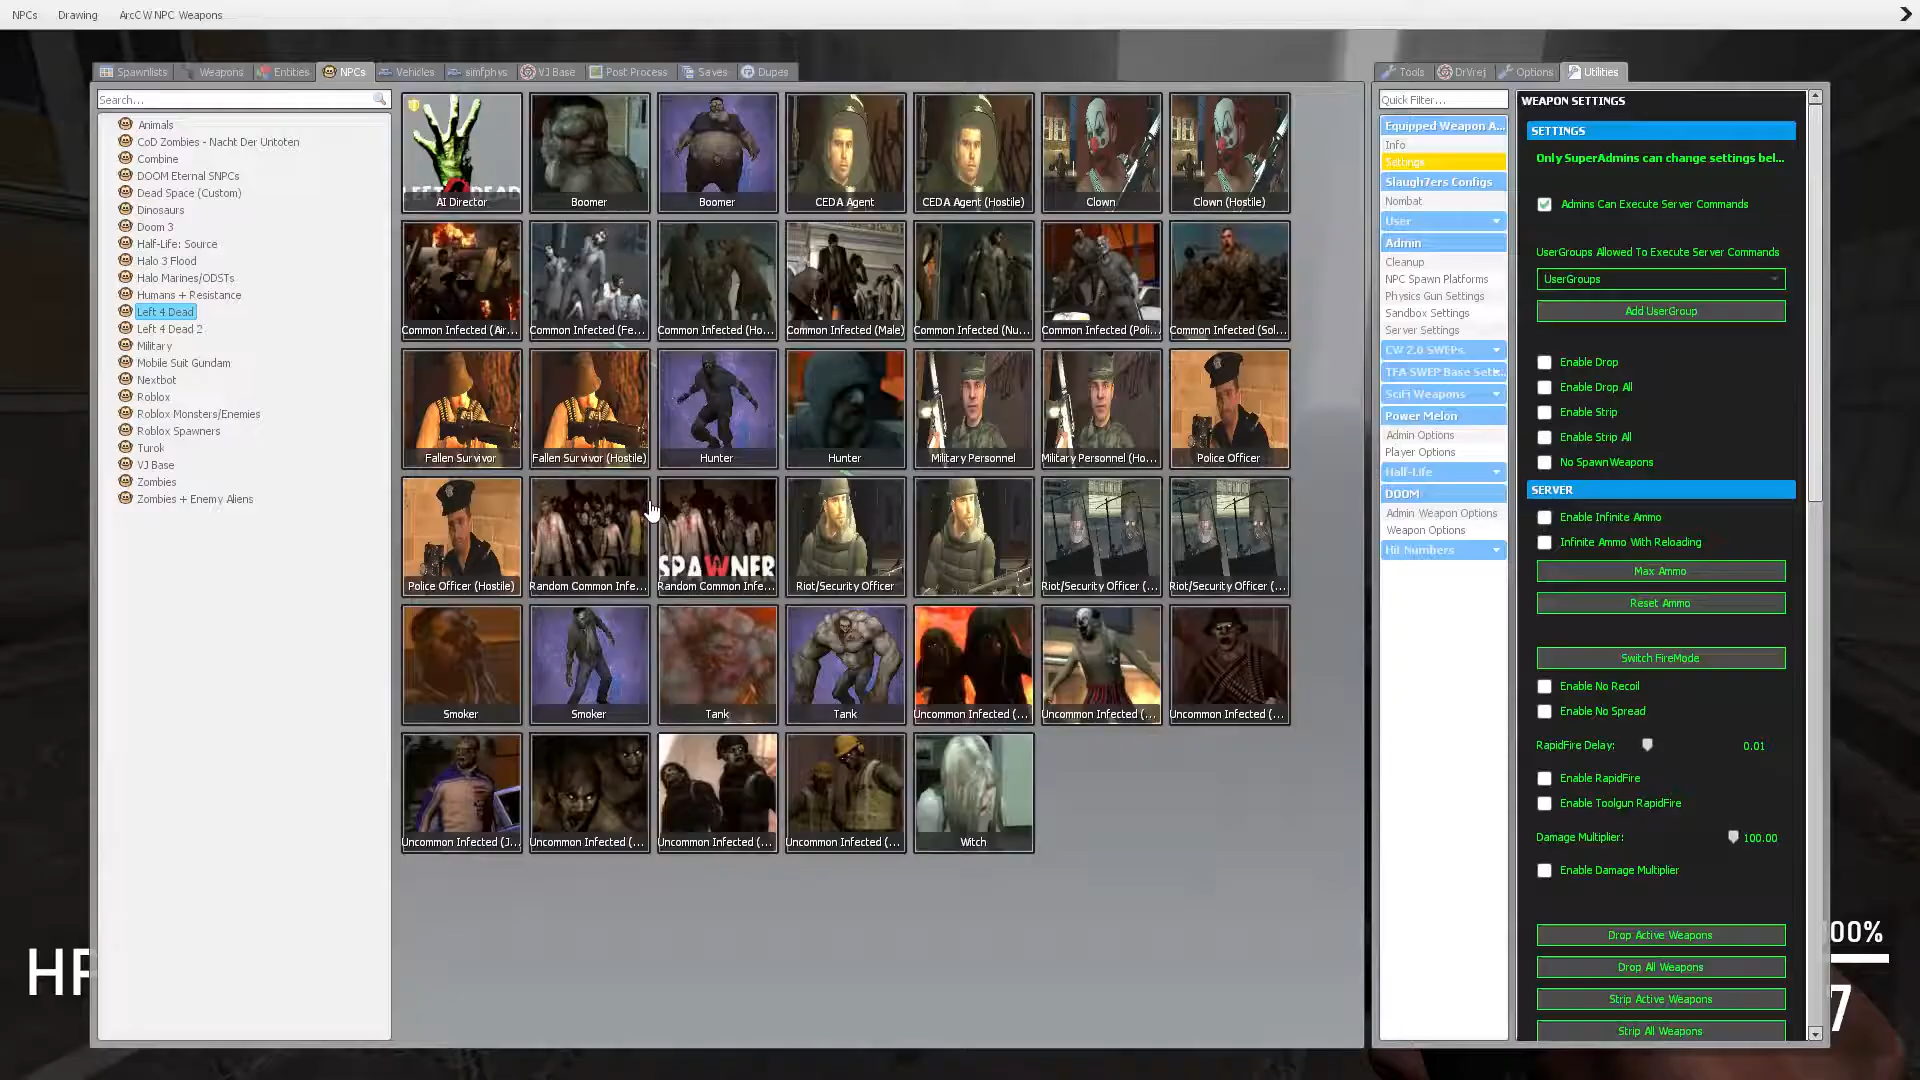 NPCs Drawing ArcCW NPC Weapons
Spawnlists Weapons Entities NPCs Vehicles simfphys VJ Base Post Process Saves Dupes
Search...
Animals
CoD Zombies - Nacht Der Untoten
Combine
DOOM Eternal SNPCs
Dead Space (Custom)
Dinosaurs
Doom 3
Half-Life: Source
Halo 3 Flood
Halo Marines/ODSTs
Humans + Resistance
Left 4 Dead
Left 4 Dead 2
Military
Mobile Suit Gundam
Nextbot
Roblox
Roblox Monsters/Enemies
Roblox Spawners
Turok
VJ Base
Zombies
Zombies + Enemy Aliens
AI Director Boomer Boomer CEDA Agent CEDA Agent (Hostile) Clown Clown (Hostile)
Common Infected (Air... Common Infected (Fe... Common Infected (Ho... Common Infected (Male) Common Infected (Nu... Common Infected (Poli... Common Infected (Sol...
Fallen Survivor Fallen Survivor (Hostile) Hunter Hunter Military Personnel Military Personnel (Ho... Police Officer
SPAWNER
Police Officer (Hostile) Random Common Infe... Random Common Infe... Riot/Security Officer Riot/Security Officer (... Riot/Security Officer (...
Smoker Smoker Tank Tank Uncommon Infected (... Uncommon Infected (... Uncommon Infected (...
Uncommon Infected (J... Uncommon Infected (... Uncommon Infected (... Uncommon Infected (... Witch
Tools DrVrej Options Utilities
Quick Filter...
Equipped Weapon A...
Info
Settings
Slaugh7ers Configs
Nombat
User
Admin
Cleanup
NPC Spawn Platforms
Physics Gun Settings
Sandbox Settings
Server Settings
CW 2.0 SWEPs
TFA SWEP Base Sett...
SciFi Weapons
Power Melon
Admin Options
Player Options
Half-Life
DOOM
Admin Weapon Options
Weapon Options
Hit Numbers
WEAPON SETTINGS
SETTINGS
Only SuperAdmins can change settings bel...
Admins Can Execute Server Commands
UserGroups Allowed To Execute Server Commands
UserGroups
Add UserGroup
Enable Drop
Enable Drop All
Enable Strip
Enable Strip All
No SpawnWeapons
SERVER
Enable Infinite Ammo
Infinite Ammo With Reloading
Max Ammo
Reset Ammo
Switch FireMode
Enable No Recoil
Enable No Spread
RapidFire Delay: 0.01
Enable RapidFire
Enable Toolgun RapidFire
Damage Multiplier: 100.00
Enable Damage Multiplier
Drop Active Weapons
Drop All Weapons
Strip Active Weapons
Strip All Weapons
00%
7